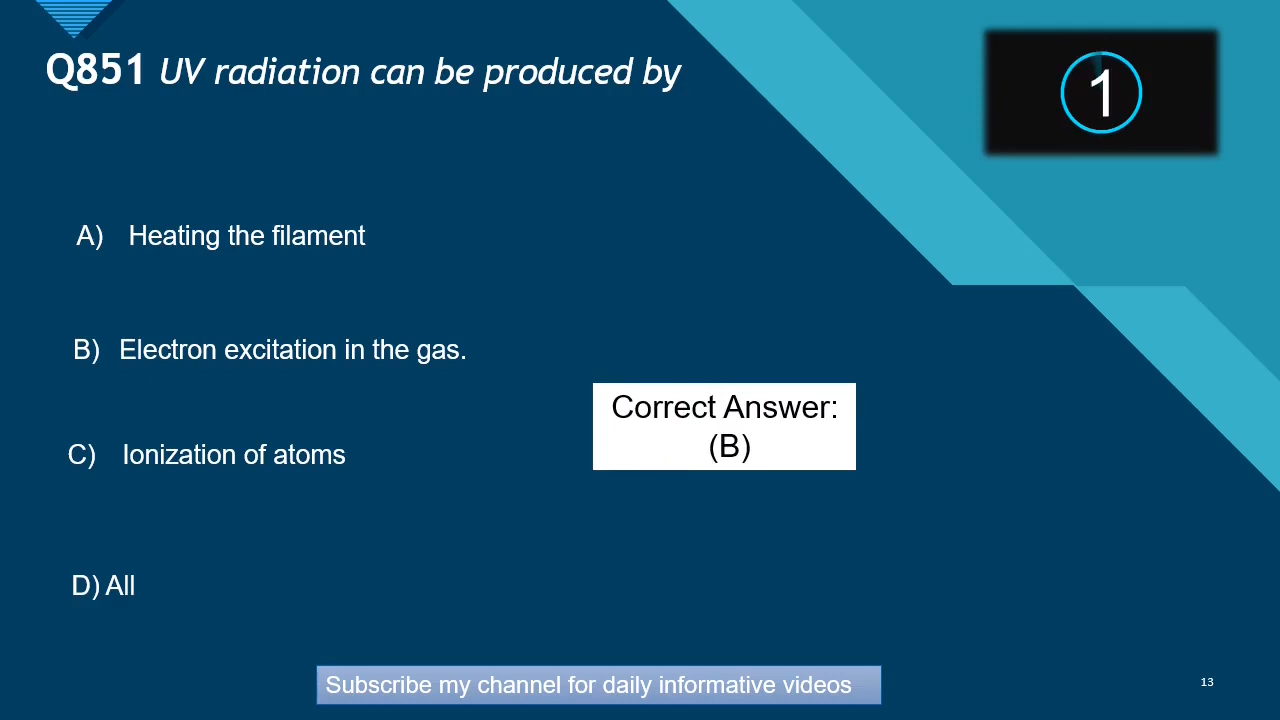 Q851 UV radiation can be produced by
1
A) Heating the filament
B) Electron excitation in the gas.
Correct Answer:
(B)
C) Ionization of atoms
D) All
Subscribe my channel for daily informative videos
13